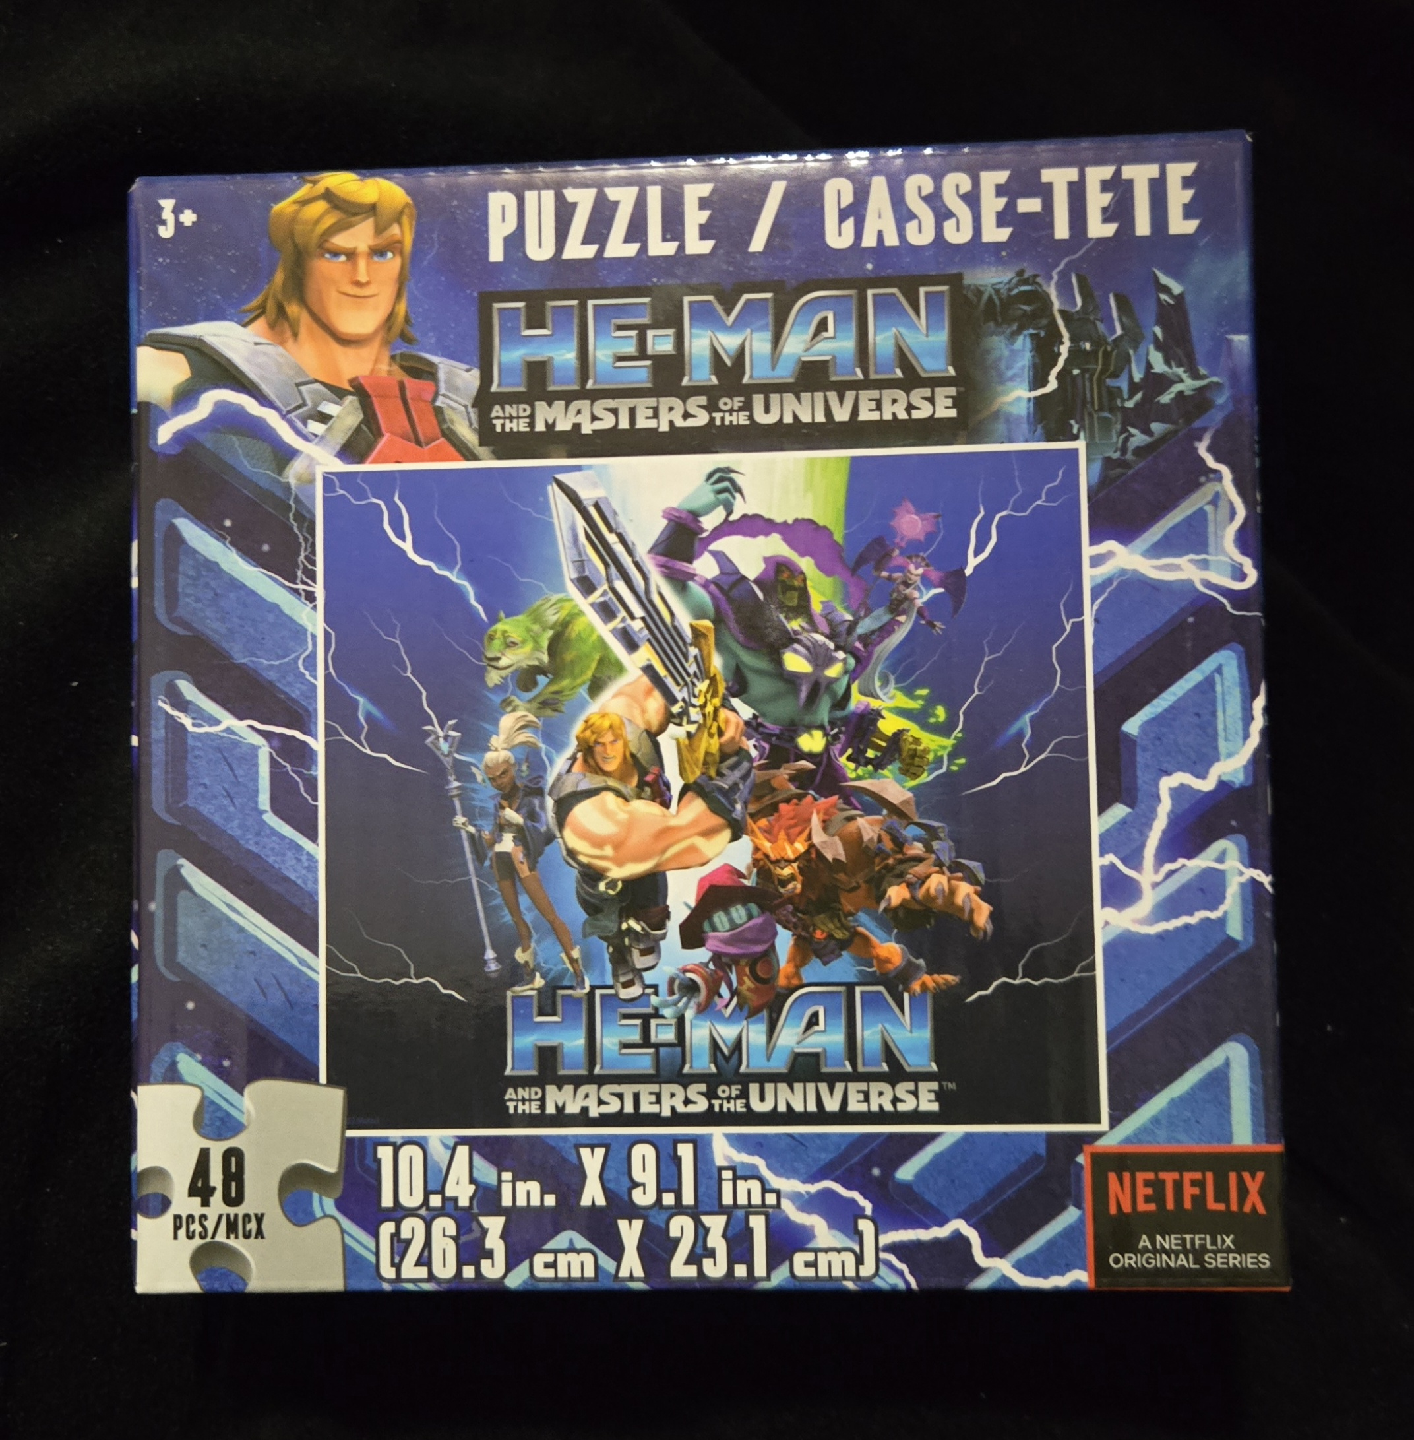 3+
PUZZLE / CASSE-TETE
HE-MAN
AND THE MASTERS OF THE UNIVERSE™
HE-MAN
AND THE MASTERS OF THE UNIVERSE™
48
PCS/MCX
10.4 in. X 9.1 in.
(26.3 cm X 23.1 cm)
NETFLIX
A NETFLIX
ORIGINAL SERIES